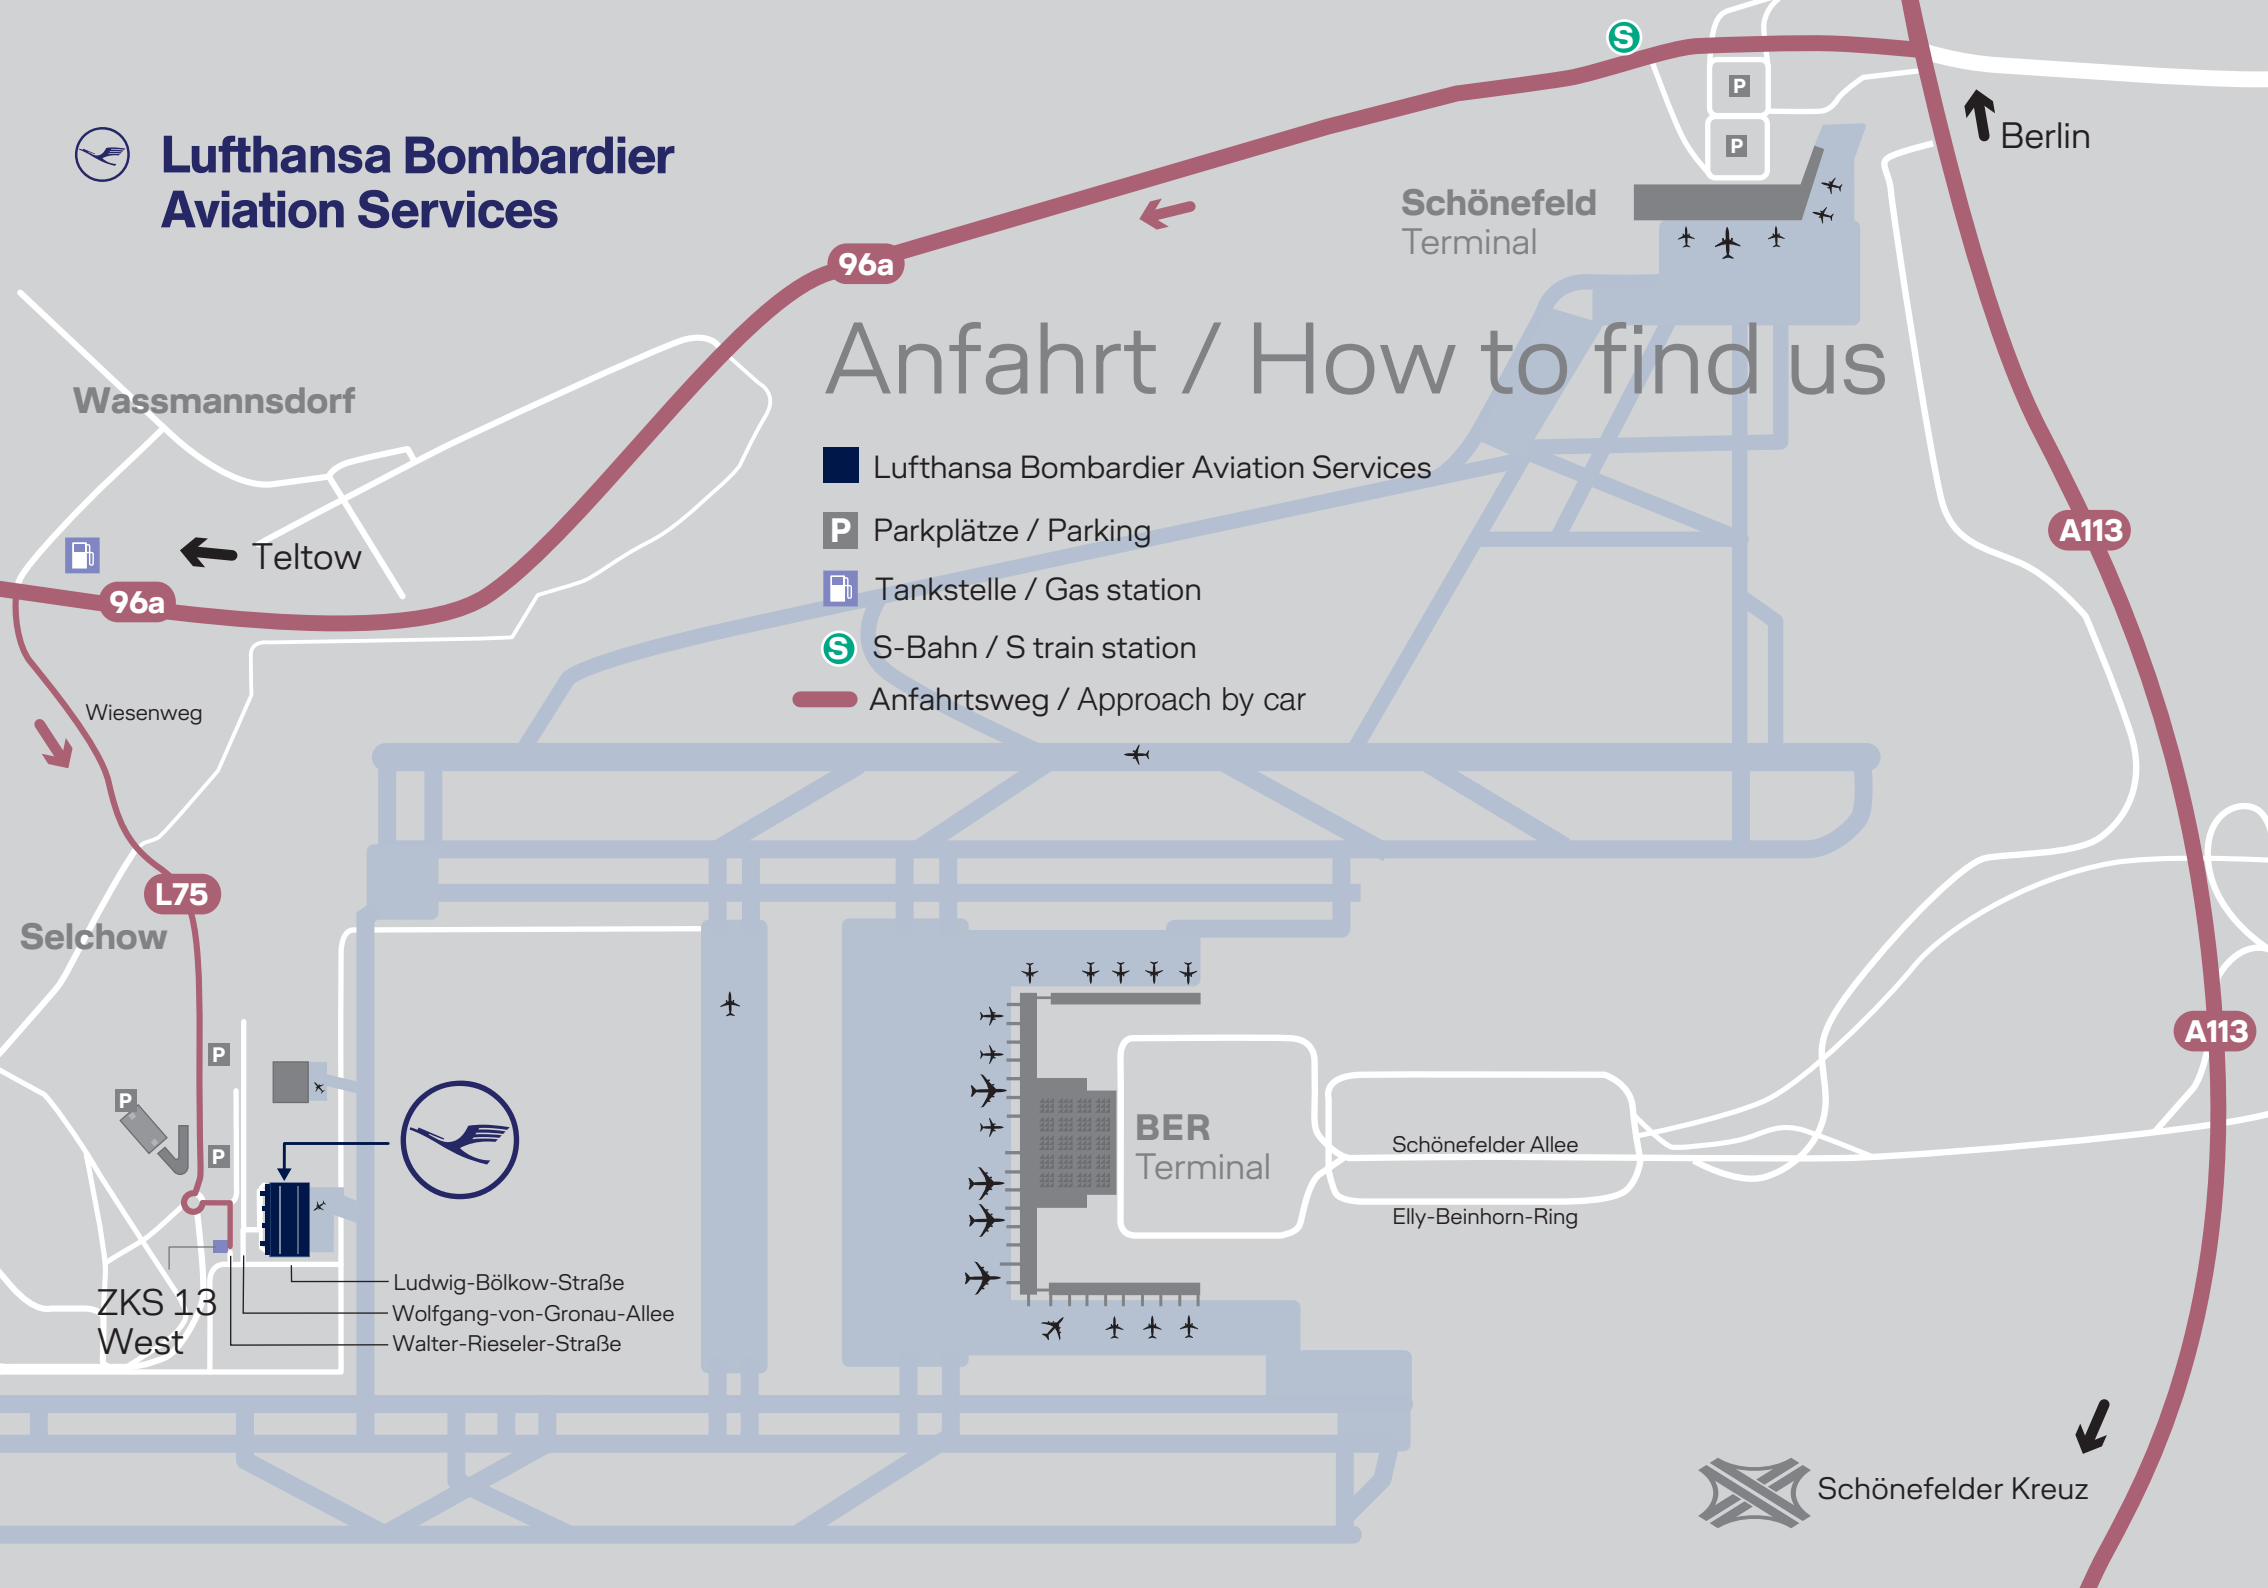 S
P
P
Berlin
Lufthansa Bombardier
Aviation Services
Schönefeld
Terminal
96a
Anfahrt / How to find us
Wassmannsdorf
Lufthansa Bombardier Aviation Services
P Parkplätze / Parking
Tankstelle / Gas station
S S-Bahn / S train station
Anfahrtsweg / Approach by car
Teltow
96a
A113
Wiesenweg
L75
Selchow
A113
P
P
P
BER
Terminal
Schönefelder Allee
Elly-Beinhorn-Ring
ZKS 13
West
Ludwig-Bölkow-Straße
Wolfgang-von-Gronau-Allee
Walter-Rieseler-Straße
Schönefelder Kreuz